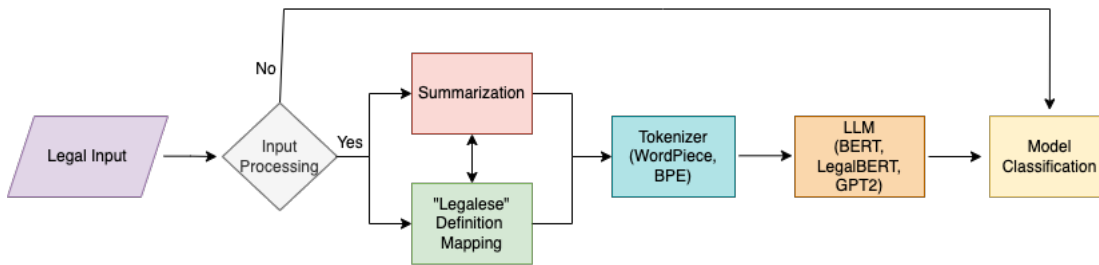 No
Legal Input
Input
Processing
Yes
Summarization
"Legalese"
Definition
Mapping
Tokenizer
(WordPiece,
BPE)
LLM
(BERT,
LegalBERT,
GPT2)
Model
Classification